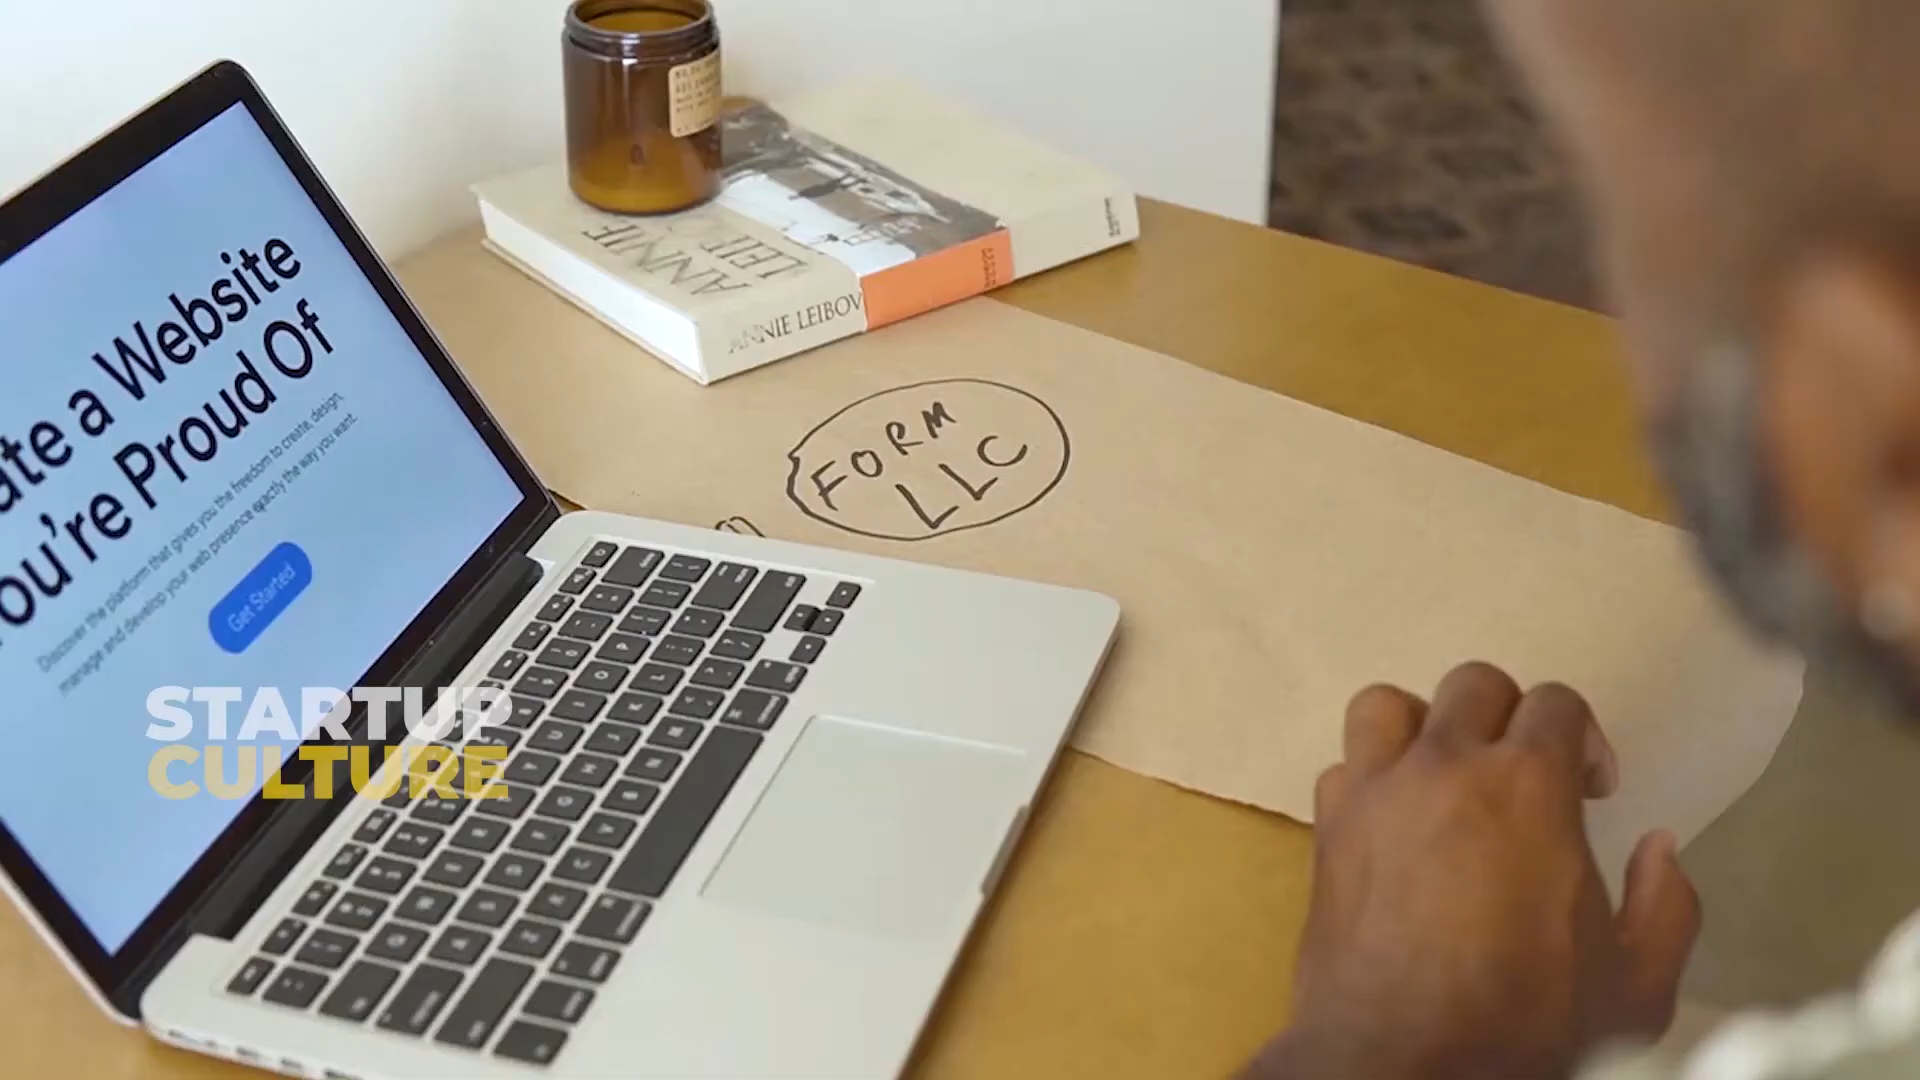 ate a Website
ou're Proud Of
Discover the platform that gives you the freedom to create, design,
manage and develop your web presence exactly the way you want.
Get Started
STARTUP
CULTURE
ANNIE
LEI
ANNIE LEIBOV
FORM
LLC